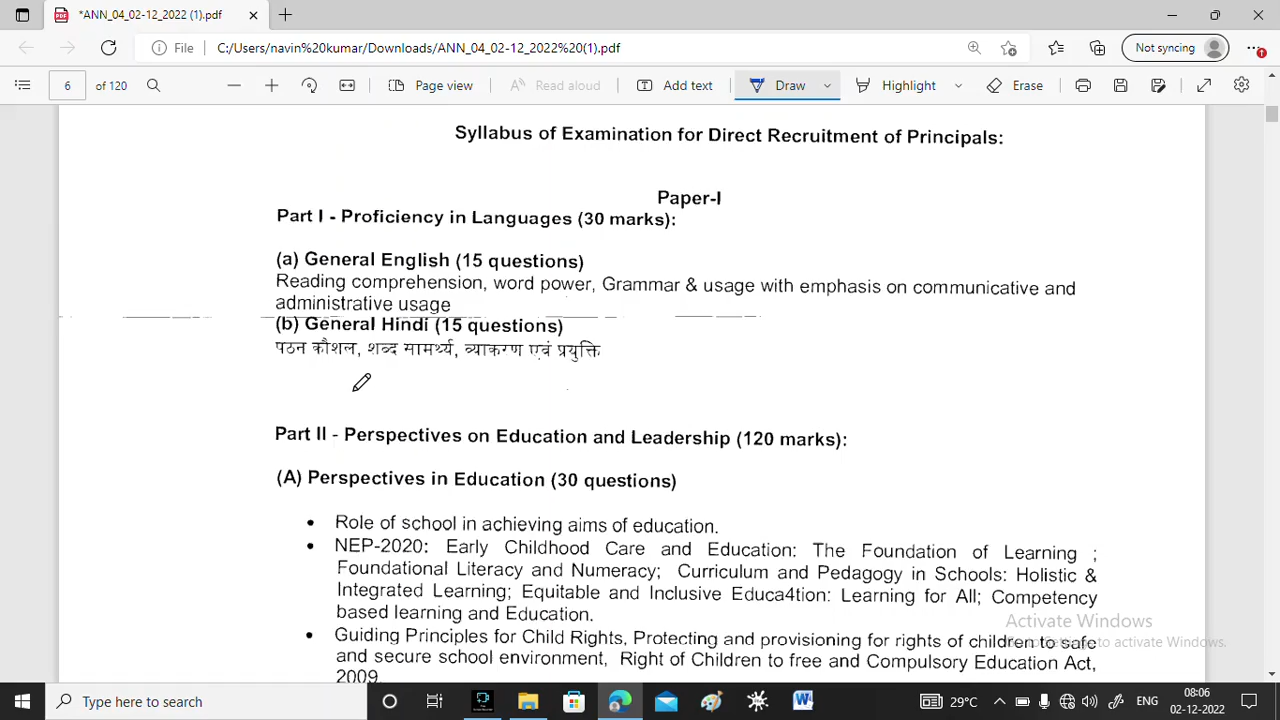 *ANN_04_02-12_2022 (1).pdf
File
C:/Users/navin%20kumar/Downloads/ANN_04_02-12_2022%20(1).pdf
Not syncing
6 of 120
Page view
Read aloud
Add text
Draw
Highlight
Erase
Syllabus of Examination for Direct Recruitment of Principals:
Paper-I
Part I - Proficiency in Languages (30 marks):
(a) General English (15 questions)
Reading comprehension, word power, Grammar & usage with emphasis on communicative and
administrative usage
(b) General Hindi (15 questions)
पठन कौशल, शब्द सामर्थ्य, व्याकरण एवं प्रयुक्ति
Part II - Perspectives on Education and Leadership (120 marks):
(A) Perspectives in Education (30 questions)
• Role of school in achieving aims of education.
• NEP-2020: Early Childhood Care and Education: The Foundation of Learning ;
Foundational Literacy and Numeracy; Curriculum and Pedagogy in Schools: Holistic &
Integrated Learning; Equitable and Inclusive Educa4tion: Learning for All; Competency
based learning and Education.
• Guiding Principles for Child Rights, Protecting and provisioning for rights of children to safe
and secure school environment, Right of Children to free and Compulsory Education Act,
2009
Activate Windows
Go to Settings to activate Windows.
Type here to search
29°C
ENG
08:06
02-12-2022